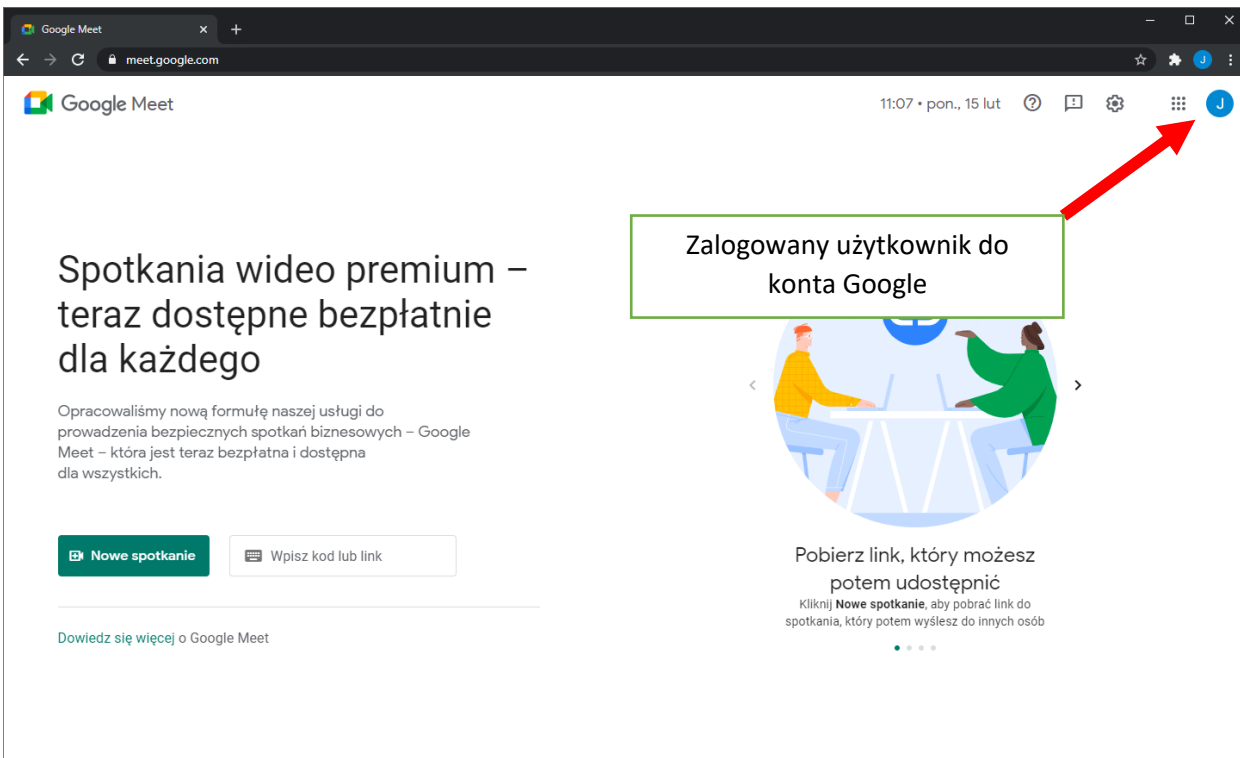 Google Meet
meet.google.com
J
Google Meet
11:07 • pon., 15 lut
J
Zalogowany użytkownik do
konta Google
Spotkania wideo premium –
teraz dostępne bezpłatnie
dla każdego
Opracowaliśmy nową formułę naszej usługi do
prowadzenia bezpiecznych spotkań biznesowych – Google
Meet – która jest teraz bezpłatna i dostępna
dla wszystkich.
Nowe spotkanie
Wpisz kod lub link
Dowiedz się więcej o Google Meet
Pobierz link, który możesz
potem udostępnić
Kliknij Nowe spotkanie, aby pobrać link do
spotkania, który potem wyślesz do innych osób